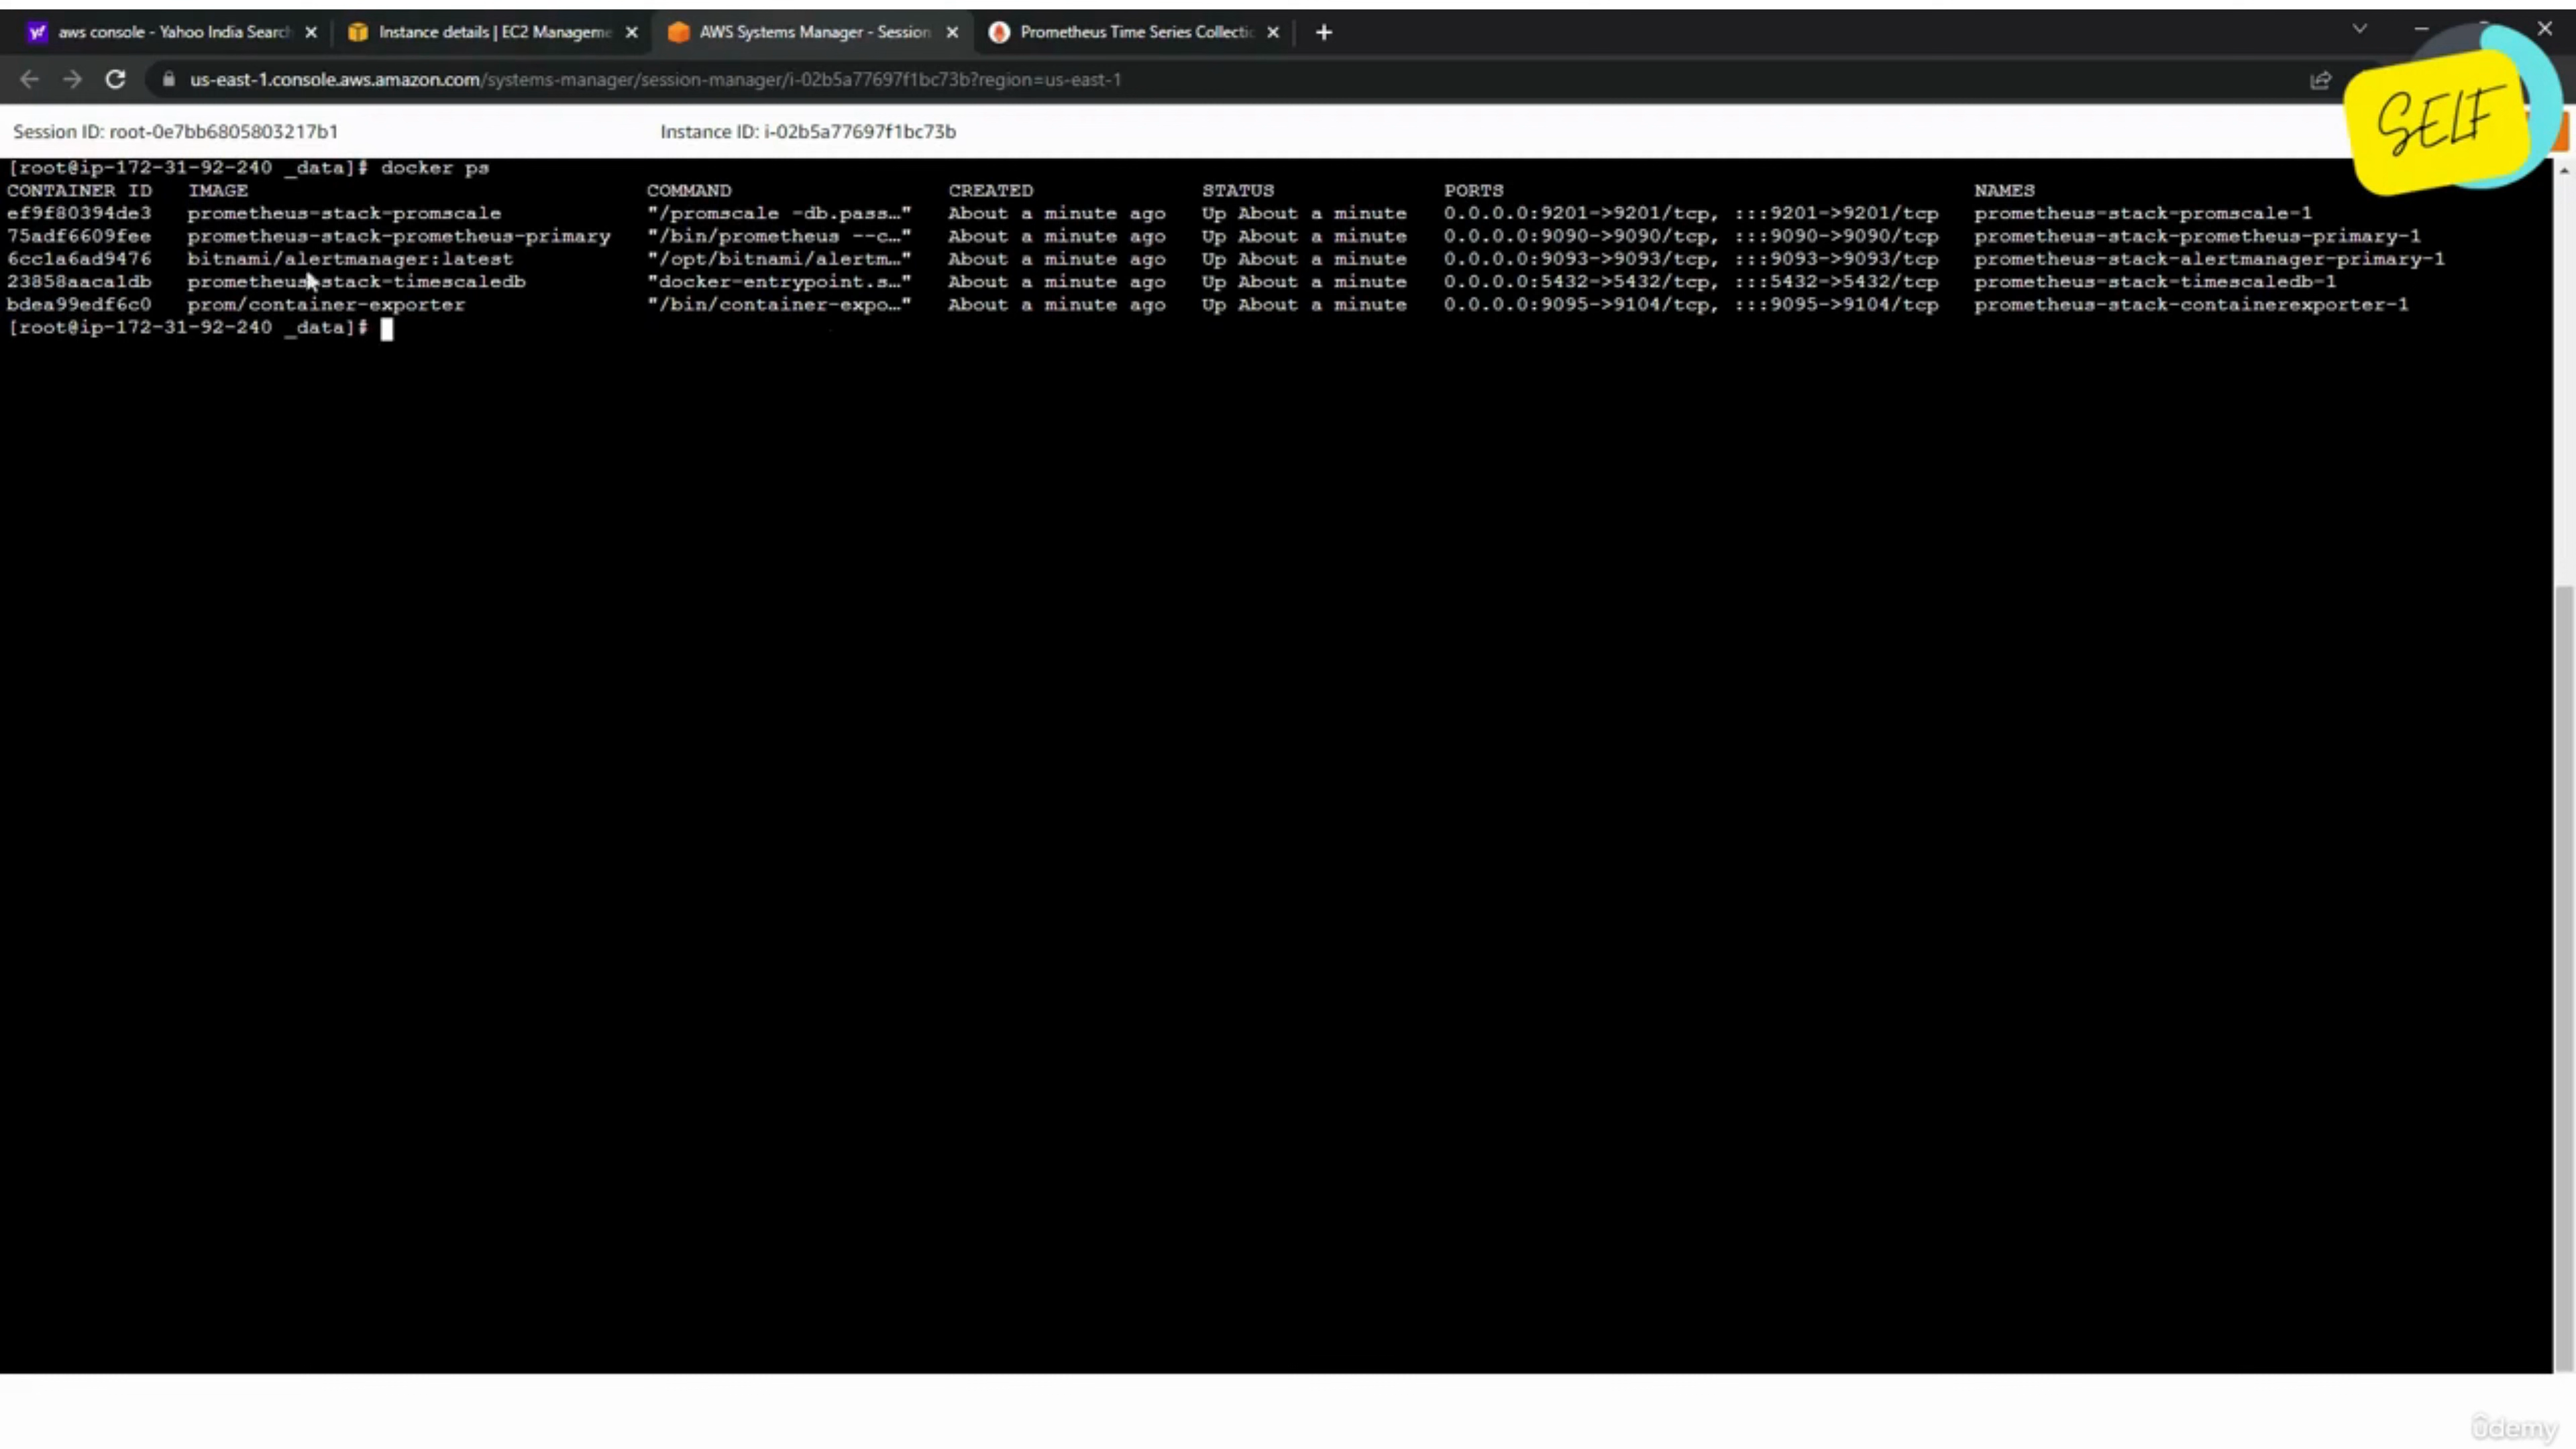 aws console - Yahoo India Search
Instance details | EC2 Manageme
AWS Systems Manager - Session
Prometheus Time Series Collectio
us-east-1.console.aws.amazon.com/systems-manager/session-manager/i-02b5a77697f1bc73b?region=us-east-1
SELF
Session ID: root-0e7bb6805803217b1 Instance ID: i-02b5a77697f1bc73b
[root@ip-172-31-92-240 _data]# docker ps
CONTAINER ID IMAGE COMMAND CREATED STATUS PORTS NAMES
ef9f80394de3 prometheus-stack-promscale "/promscale -db.pass…" About a minute ago Up About a minute 0.0.0.0:9201->9201/tcp, :::9201->9201/tcp prometheus-stack-promscale-1
75adf6609fee prometheus-stack-prometheus-primary "/bin/prometheus --c…" About a minute ago Up About a minute 0.0.0.0:9090->9090/tcp, :::9090->9090/tcp prometheus-stack-prometheus-primary-1
6cc1a6ad9476 bitnami/alertmanager:latest "/opt/bitnami/alertm…" About a minute ago Up About a minute 0.0.0.0:9093->9093/tcp, :::9093->9093/tcp prometheus-stack-alertmanager-primary-1
23858aaca1db prometheus-stack-timescaledb "docker-entrypoint.s…" About a minute ago Up About a minute 0.0.0.0:5432->5432/tcp, :::5432->5432/tcp prometheus-stack-timescaledb-1
bdea99edf6c0 prom/container-exporter "/bin/container-expo…" About a minute ago Up About a minute 0.0.0.0:9095->9104/tcp, :::9095->9104/tcp prometheus-stack-containerexporter-1
[root@ip-172-31-92-240 _data]#
ûdemy